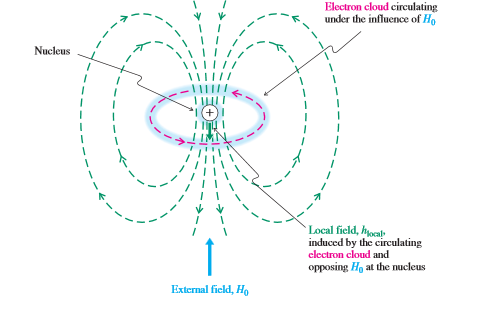 Electron cloud circulating
under the influence of H₀
Nucleus
+
Local field, h_local,
induced by the circulating
electron cloud and
opposing H₀ at the nucleus
External field, H₀